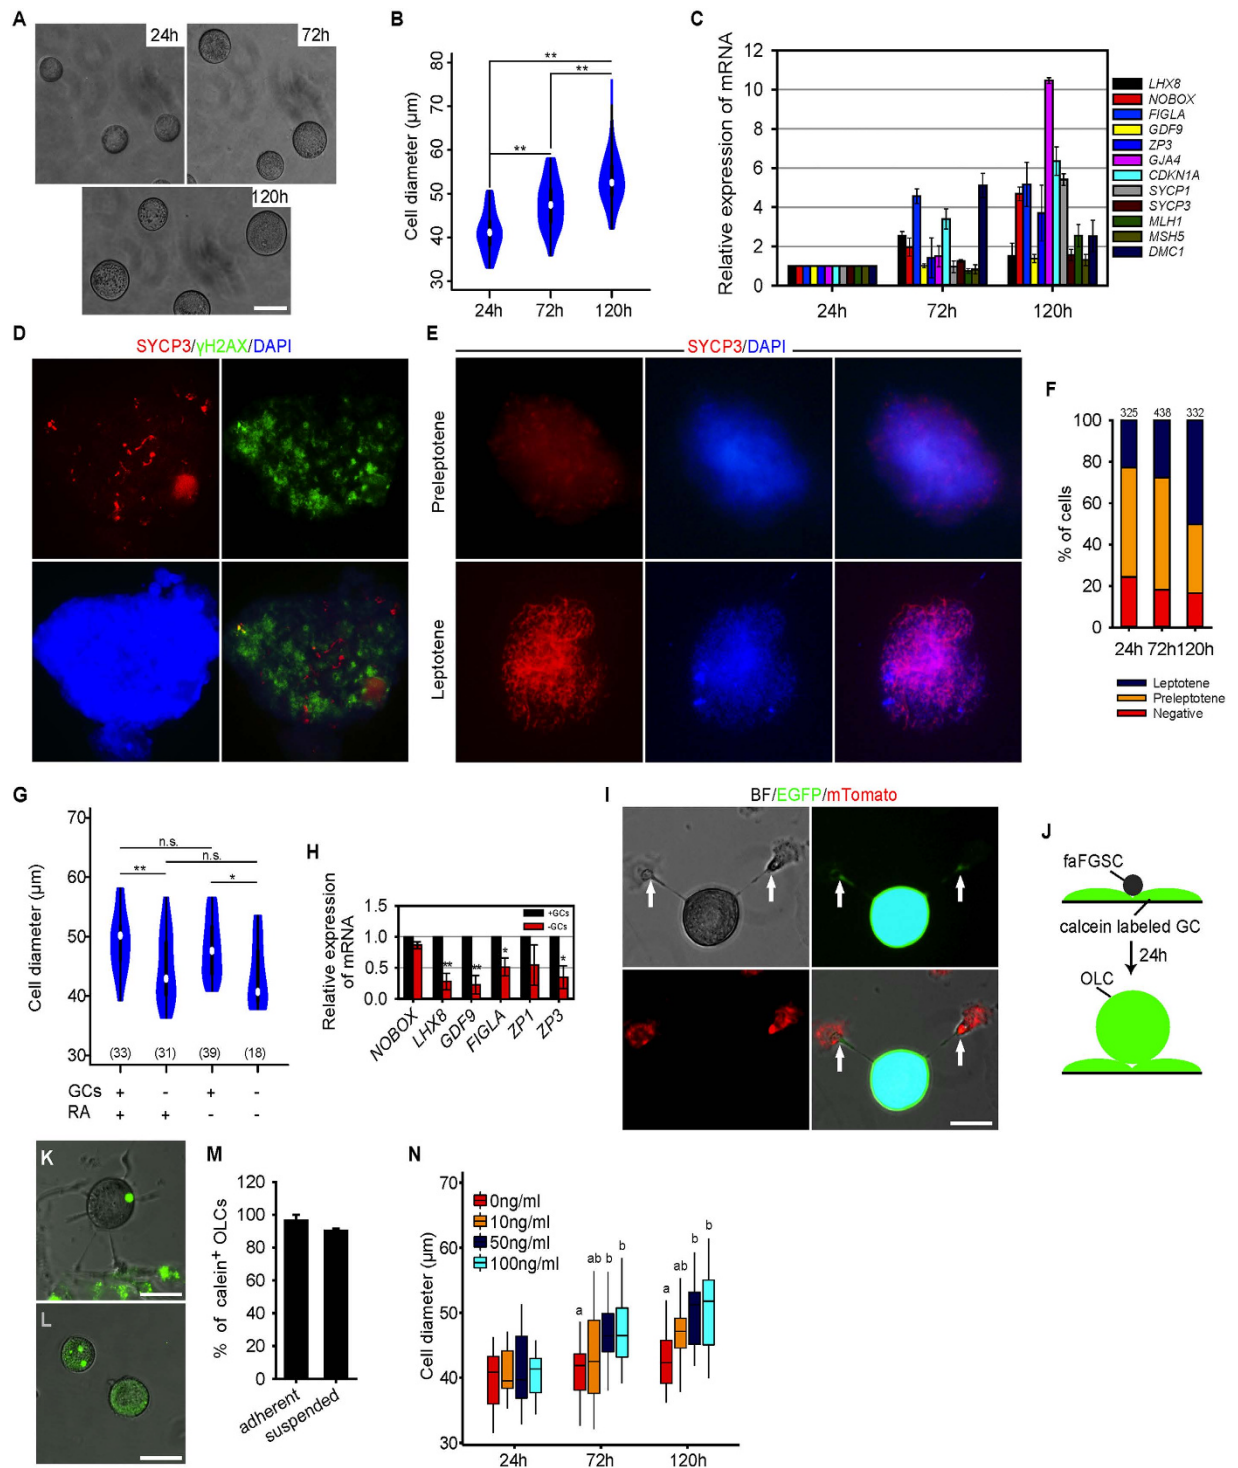 A
24h
72h
120h
B
Cell diameter (µm)
80
70
60
50
40
30
**
**
**
24h 72h 120h
C
Relative expression of mRNA
12
10
8
6
4
2
0
24h 72h 120h
LHX8
NOBOX
FIGLA
GDF9
ZP3
GJA4
CDKN1A
SYCP1
SYCP3
MLH1
MSH5
DMC1
D
SYCP3/γH2AX/DAPI
E
SYCP3/DAPI
Preleptotene
Leptotene
F
% of cells
325 438 332
100
80
60
40
20
0
24h 72h 120h
Leptotene
Preleptotene
Negative
G
Cell diameter (µm)
70
60
50
40
30
n.s.
n.s.
**
*
(33) (31) (39) (18)
GCs + - + -
RA + + - -
H
Relative expression
of mRNA
1.5
1.0
0.5
0.0
+GCs
-GCs
** ** * *
NOBOX
LHX8
GDF9
FIGLA
ZP1
ZP3
I
BF/EGFP/mTomato
J
faFGSC
calcein labeled GC
24h
OLC
K
L
M
% of calein+ OLCs
120
100
80
60
40
20
0
adherent
suspended
N
Cell diameter (µm)
70
60
50
40
30
0ng/ml
10ng/ml
50ng/ml
100ng/ml
a ab b b
a ab b b
24h 72h 120h